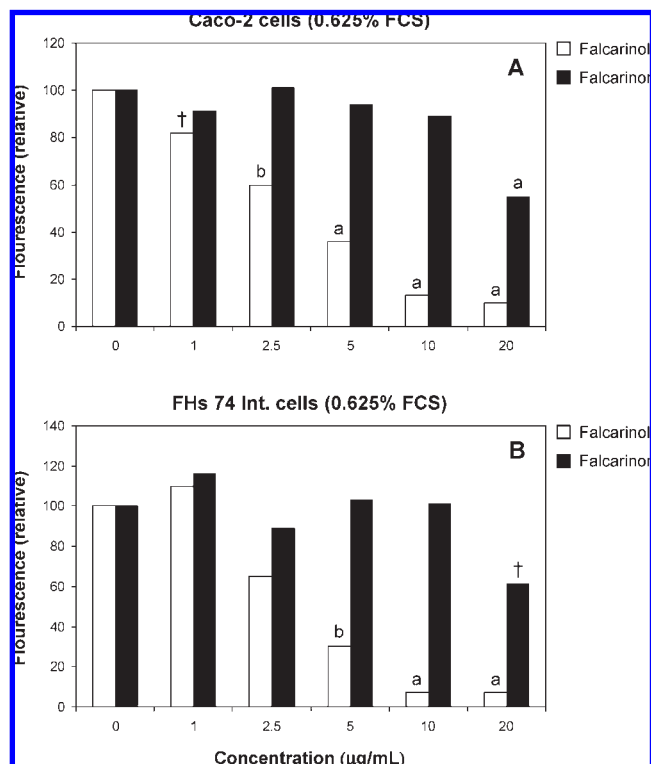 Caco-2 cells (0.625% FCS)
A
Falcarinol
Falcarinon
Flourescence (relative)
120
100
80
60
40
20
0
† b a a a a
0 1 2.5 5 10 20
FHs 74 Int. cells (0.625% FCS)
B
Falcarinol
Falcarinon
Flourescence (relative)
140
120
100
80
60
40
20
0
b a a †
0 1 2.5 5 10 20
Concentration (µg/mL)